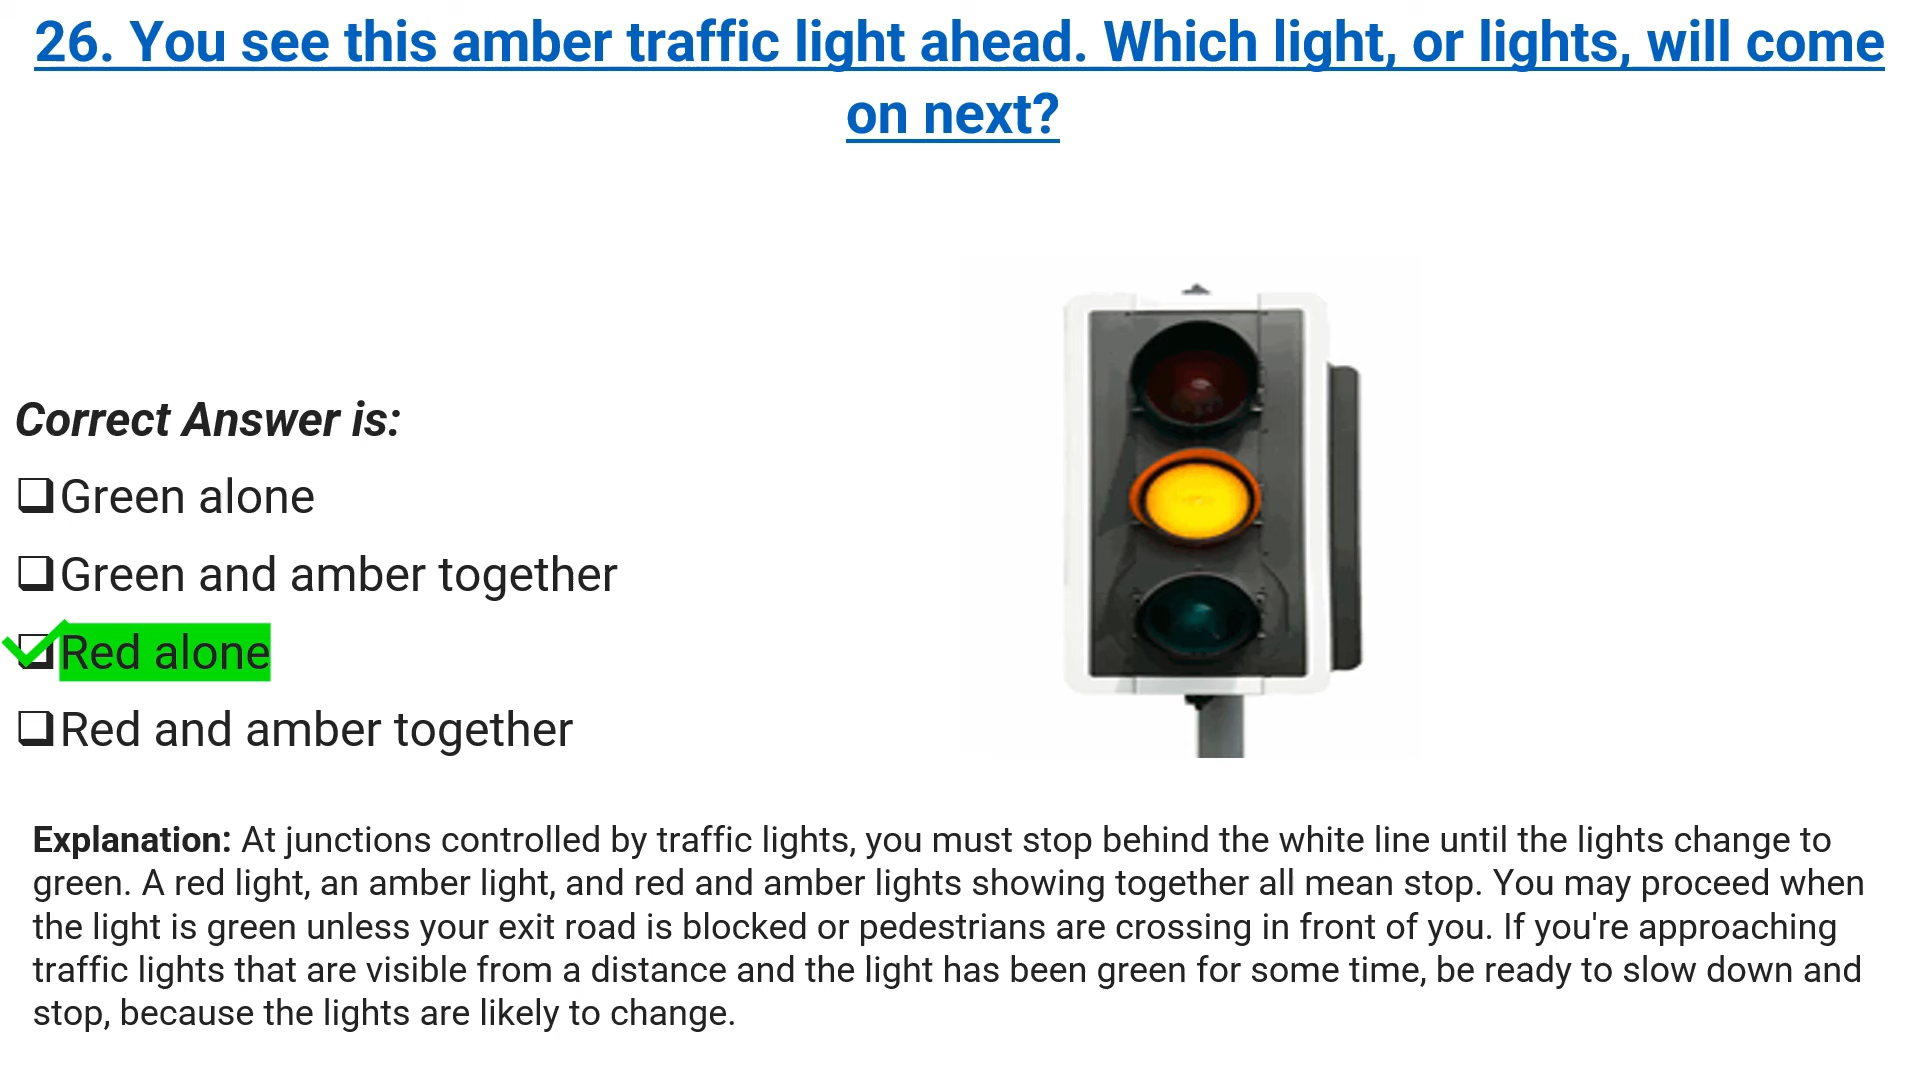 26. You see this amber traffic light ahead. Which light, or lights, will come
on next?
Correct Answer is:
Green alone
Green and amber together
Red alone
Red and amber together
Explanation: At junctions controlled by traffic lights, you must stop behind the white line until the lights change to
green. A red light, an amber light, and red and amber lights showing together all mean stop. You may proceed when
the light is green unless your exit road is blocked or pedestrians are crossing in front of you. If you're approaching
traffic lights that are visible from a distance and the light has been green for some time, be ready to slow down and
stop, because the lights are likely to change.